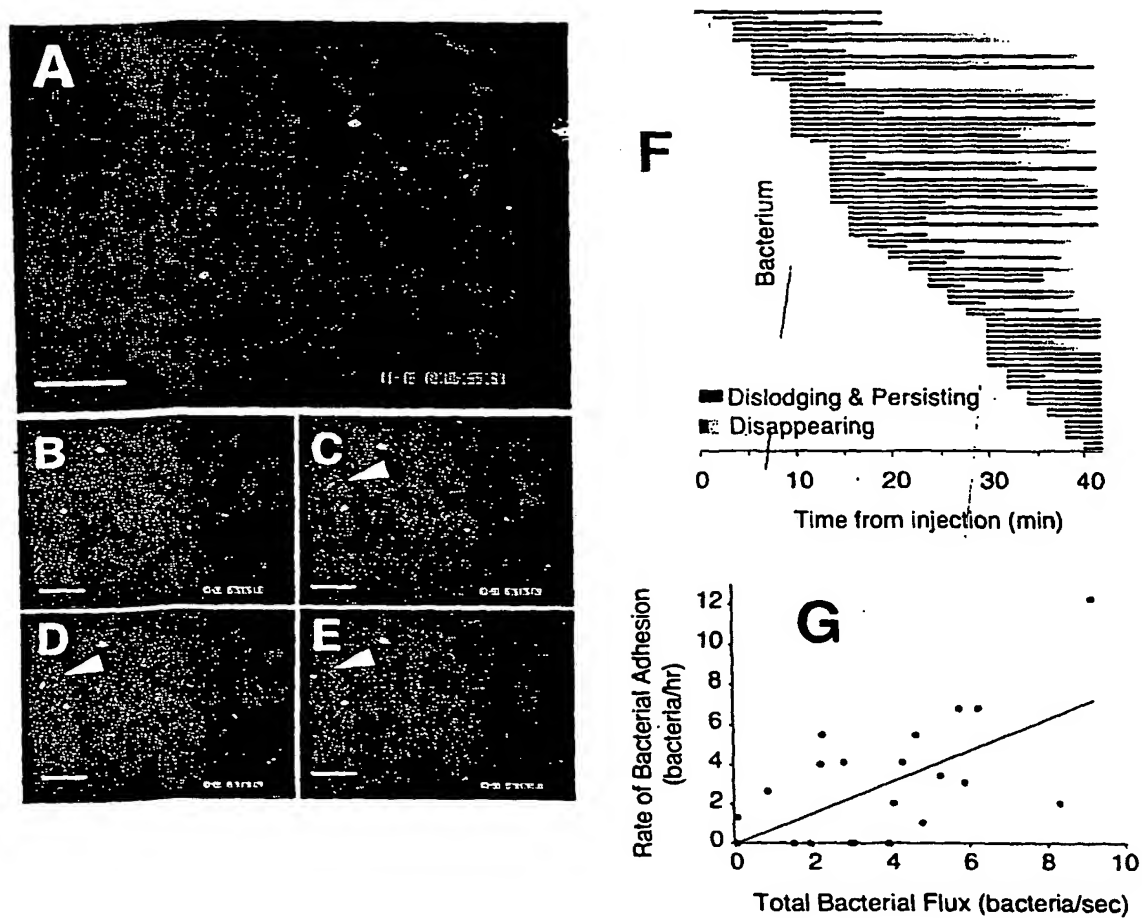 A
B
C
D
E
F
Bacterium
Dislodging & Persisting
Disappearing
0 10 20 30 40
Time from injection (min)
G
Rate of Bacterial Adhesion
(bacteria/hr)
12
10
8
6
4
2
0
0 2 4 6 8 10
Total Bacterial Flux (bacteria/sec)